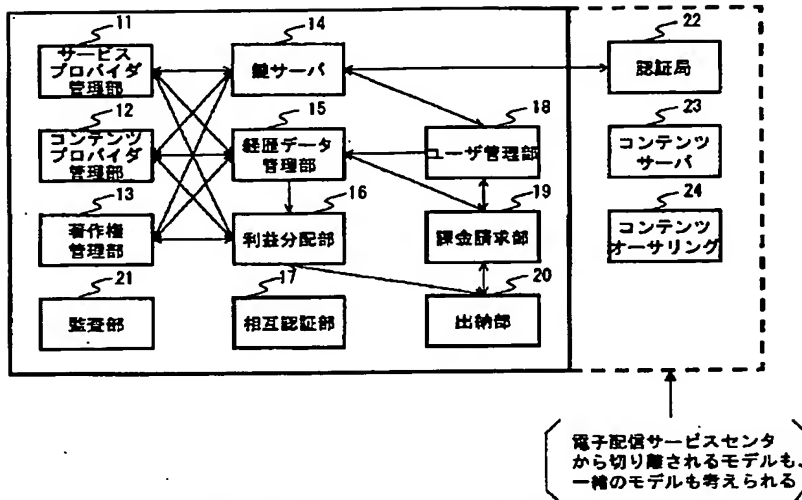 11
サービス
プロバイダ
管理部
14
鍵サーバ
22
認証局
12
コンテンツ
プロバイダ
管理部
15
経歴データ
管理部
18
ユーザ管理部
23
コンテンツ
サーバ
13
著作権
管理部
16
利益分配部
19
課金請求部
24
コンテンツ
オーサリング
21
監査部
17
相互認証部
20
出納部
電子配信サービスセンタ
から切り離されるモデルも、
一緒のモデルも考えられる